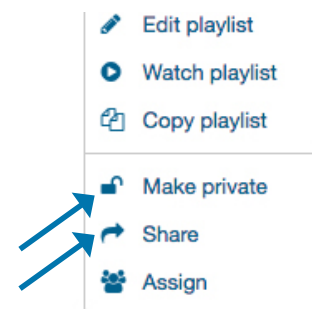 Edit playlist
Watch playlist
Copy playlist
Make private
Share
Assign